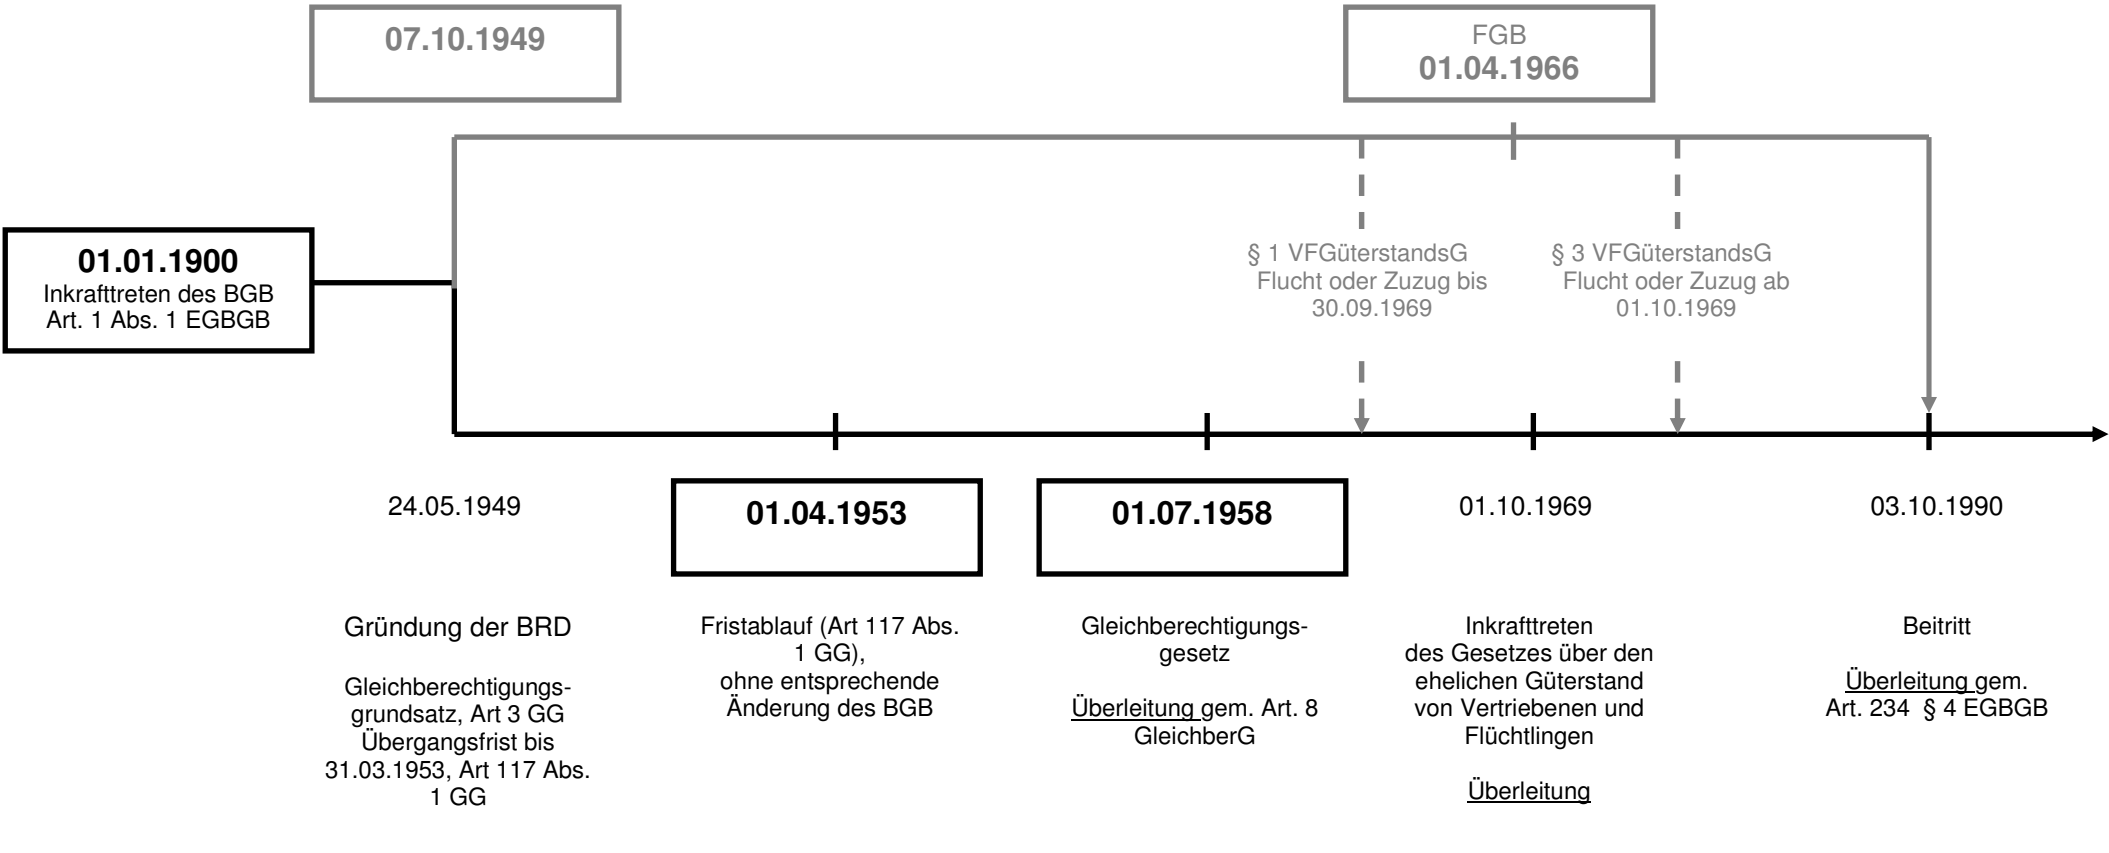 07.10.1949
FGB
01.04.1966
01.01.1900
Inkrafttreten des BGB
Art. 1 Abs. 1 EGBGB
§ 1 VFGüterstandsG
Flucht oder Zuzug bis
30.09.1969
§ 3 VFGüterstandsG
Flucht oder Zuzug ab
01.10.1969
24.05.1949
01.04.1953
01.07.1958
01.10.1969
03.10.1990
Gründung der BRD
Gleichberechtigungs-
grundsatz, Art 3 GG
Übergangsfrist bis
31.03.1953, Art 117 Abs.
1 GG
Fristablauf (Art 117 Abs.
1 GG),
ohne entsprechende
Änderung des BGB
Gleichberechtigungs-
gesetz
Überleitung gem. Art. 8
GleichberG
Inkrafttreten
des Gesetzes über den
ehelichen Güterstand
von Vertriebenen und
Flüchtlingen
Überleitung
Beitritt
Überleitung gem.
Art. 234 § 4 EGBGB